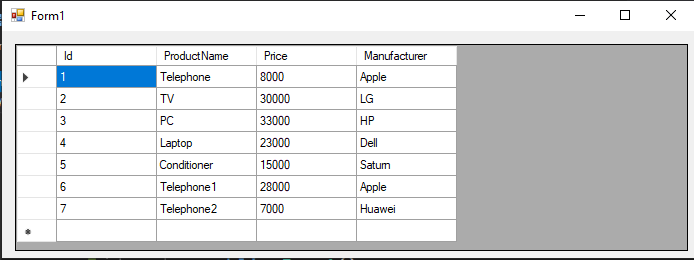 Form1
Id ProductName Price Manufacturer
1 Telephone 8000 Apple
2 TV 30000 LG
3 PC 33000 HP
4 Laptop 23000 Dell
5 Conditioner 15000 Saturn
6 Telephone1 28000 Apple
7 Telephone2 7000 Huawei